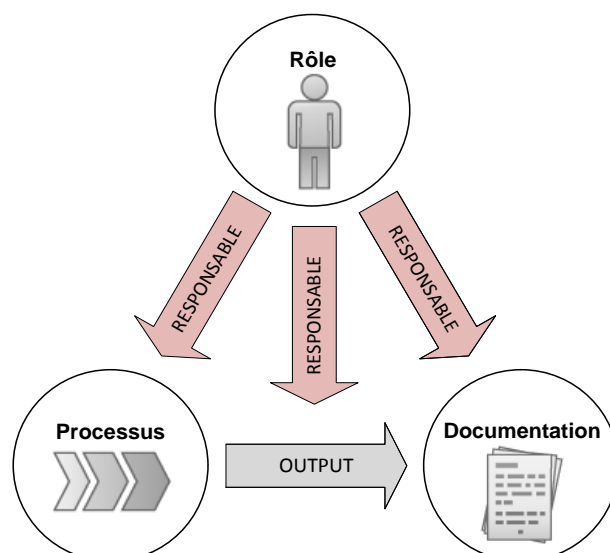 Rôle
RESPONSABLE
RESPONSABLE
RESPONSABLE
Processus
OUTPUT
Documentation